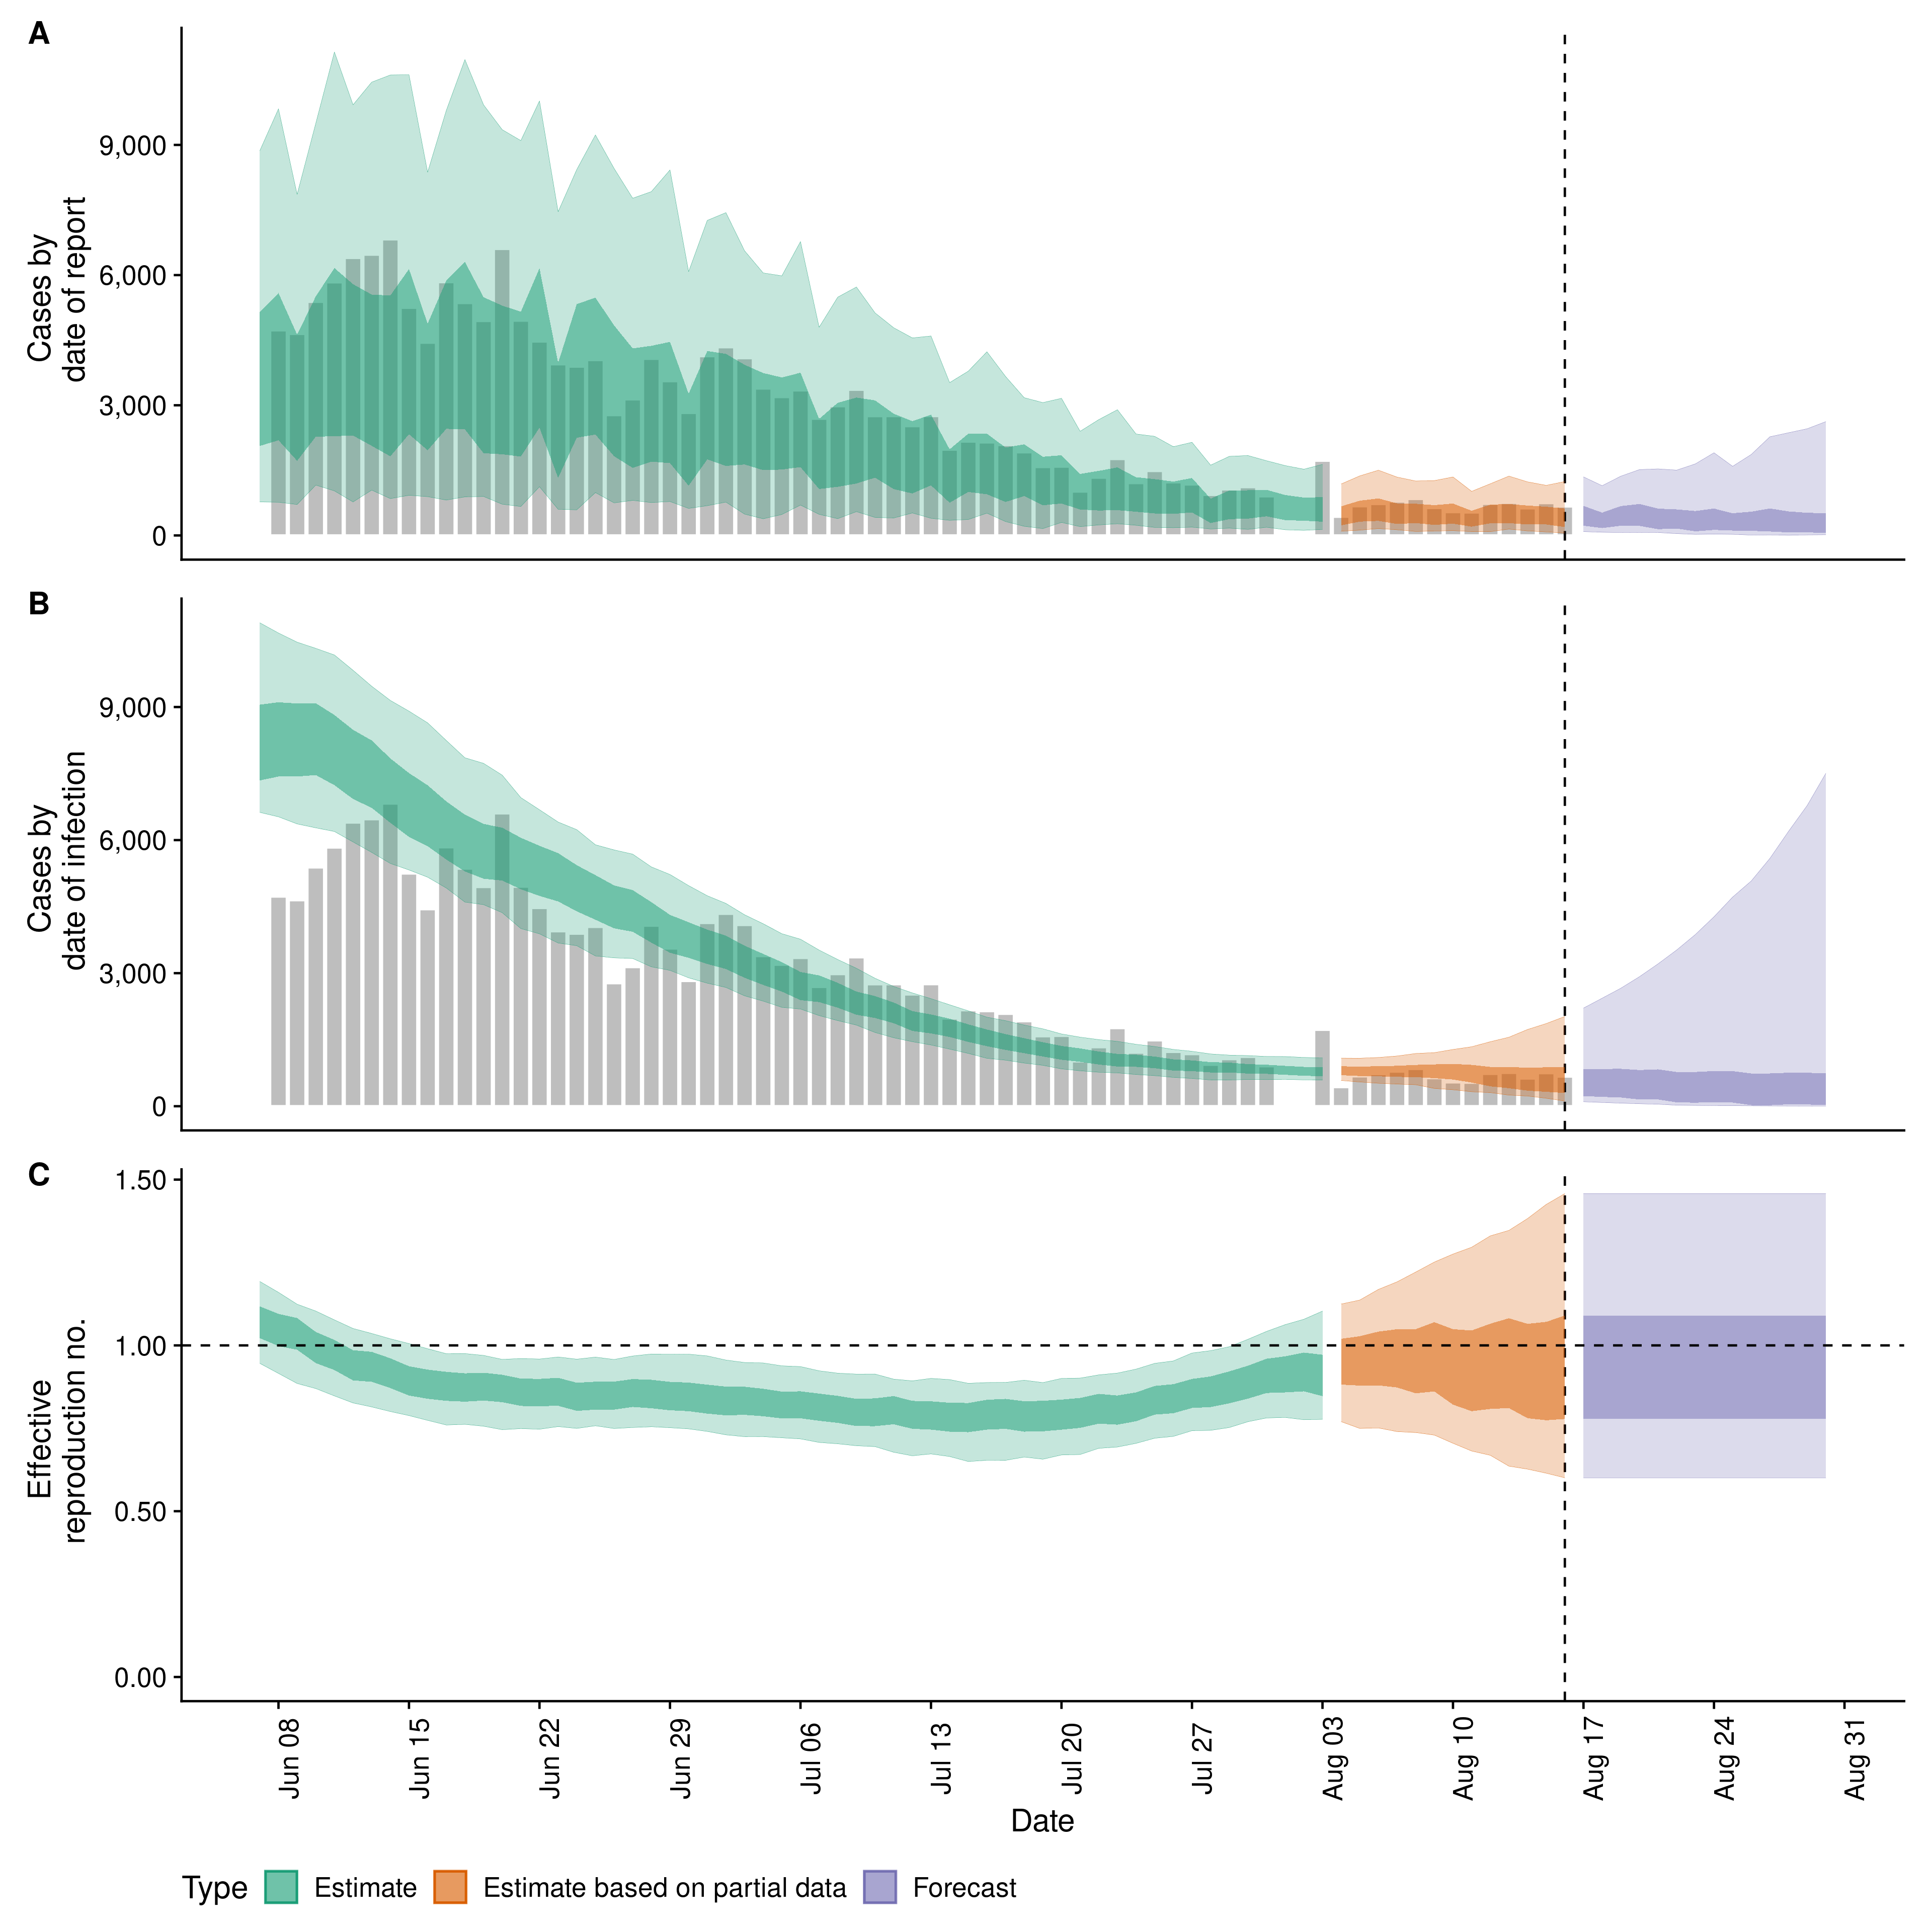 A
9,000
6,000
3,000
0
Cases by
date of report
B
9,000
6,000
3,000
0
Cases by
date of infection
C
1.50
1.00
0.50
0.00
Effective
reproduction no.
Jun 08
Jun 15
Jun 22
Jun 29
Jul 06
Jul 13
Jul 20
Jul 27
Aug 03
Aug 10
Aug 17
Aug 24
Aug 31
Date
Type Estimate Estimate based on partial data Forecast